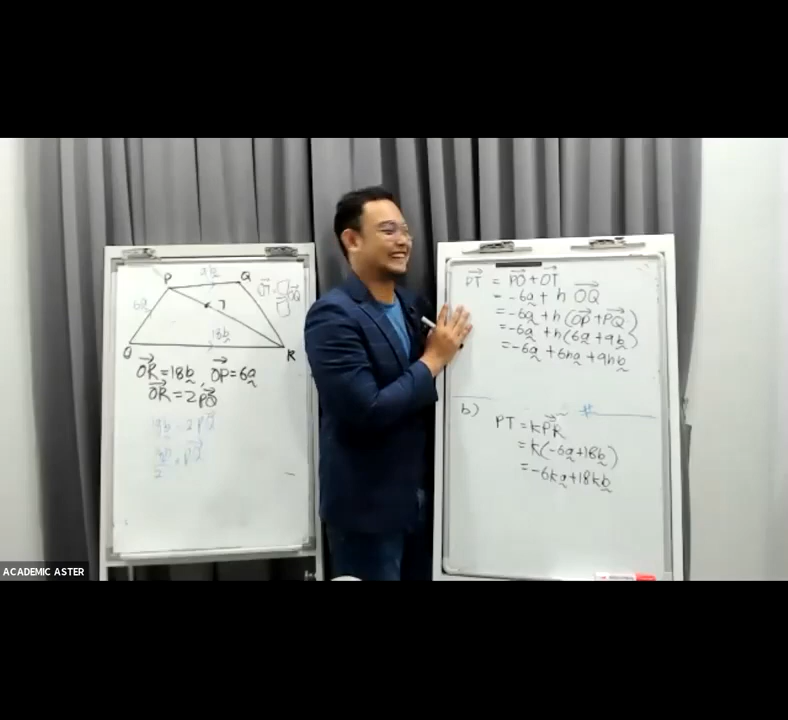 P 9b Q
6a T
18b
O R
OR = 18b, OP = 6a
OR = 2PQ
PT = PO + OT
= -6a + h OQ
= -6a + h(OP + PQ)
= -6a + h(6a + 9b)
= -6a + 6ha + 9hb
b) PT = kPR
= k(-6a + 18b)
= -6ka + 18kb
ACADEMIC ASTER